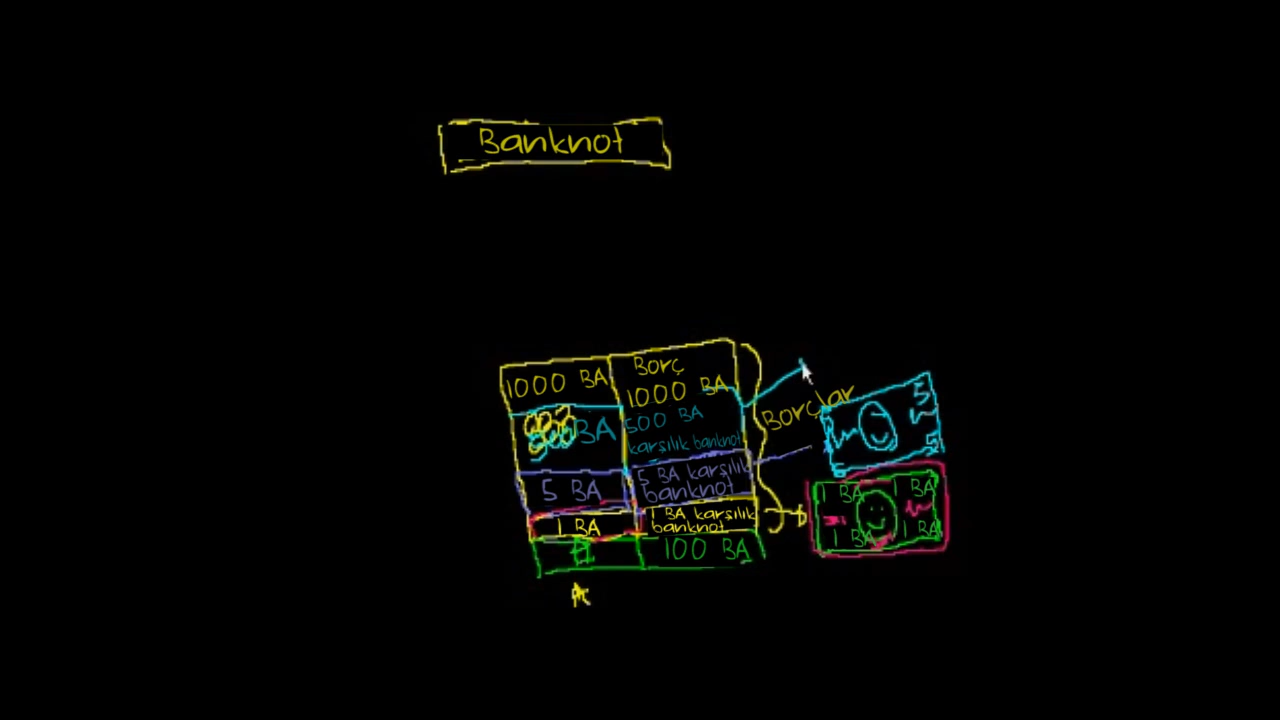 Banknot
1000 BA
Borç
1000 BA
BA
500 BA
karşılık banknot
5 BA
5 BA karşılık
banknot
1 BA
1 BA karşılık
banknot
100 BA
A
Borçlar
5
5
1 BA 1 BA
1 BA 1 BA